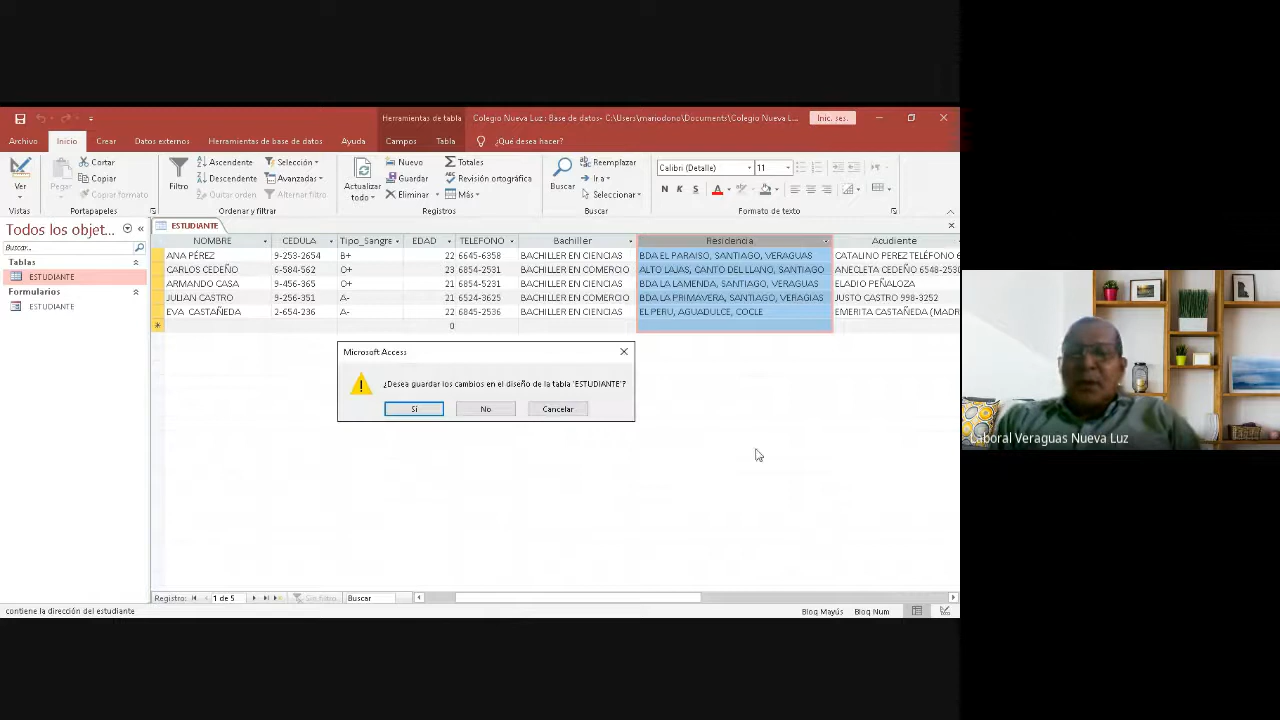 Herramientas de tabla
Colegio Nueva Luz : Base de datos- C:\Users\mariodono\Documents\Colegio Nueva L...
Inic. ses.
Archivo Inicio Crear Datos externos Herramientas de base de datos Ayuda Campos Tabla ¿Qué desea hacer?
Ver
Vistas
Pegar
Cortar
Copiar
Copiar formato
Portapapeles
Filtro
Ascendente
Descendente
Quitar orden
Selección
Avanzadas
Alternar filtro
Ordenar y filtrar
Actualizar
todo
Nuevo
Guardar
Eliminar
Totales
Revisión ortográfica
Más
Registros
Buscar
Reemplazar
Ir a
Seleccionar
Buscar
Calibri (Detalle) 11
N K S A
Formato de texto
Todos los objet...
Buscar...
Tablas
ESTUDIANTE
Formularios
ESTUDIANTE
ESTUDIANTE
NOMBRE CEDULA Tipo_Sangre EDAD TELEFONO Bachiller Residencia Acudiente
ANA PÉREZ 9-253-2654 B+ 22 6645-6358 BACHILLER EN CIENCIAS BDA EL PARAISO, SANTIAGO, VERAGUAS CATALINO PEREZ TELÉFONO 6
CARLOS CEDEÑO 6-584-562 O+ 6854-2531 BACHILLER EN COMERCIO ALTO LAJAS, CANTO DEL LLANO, SANTIAGO ANECLETA CEDEÑO 6548-2530
ARMANDO CASA 9-456-365 O+ 21 6854-5231 BACHILLER EN CIENCIAS BDA LA LAMENDA, SANTIAGO, VERAGUAS ELADIO PEÑALOZA
JULIAN CASTRO 9-256-351 A- 6524-3625 BACHILLER EN COMERCIO BDA LA PRIMAVERA, SANTIAGO, VERAGIAS JUSTO CASTRO 998-3252
EVA CASTAÑEDA 2-654-236 A- 22 6845-2536 BACHILLER EN CIENCIAS EL PERU, AGUADULCE, COCLE EMERITA CASTAÑEDA (MADR
0
Microsoft Access
¿Desea guardar los cambios en el diseño de la tabla 'ESTUDIANTE'?
Sí No Cancelar
Laboral Veraguas Nueva Luz
Registro: 1 de 5 Sin filtro Buscar
contiene la dirección del estudiante
Bloq Mayús Bloq Num